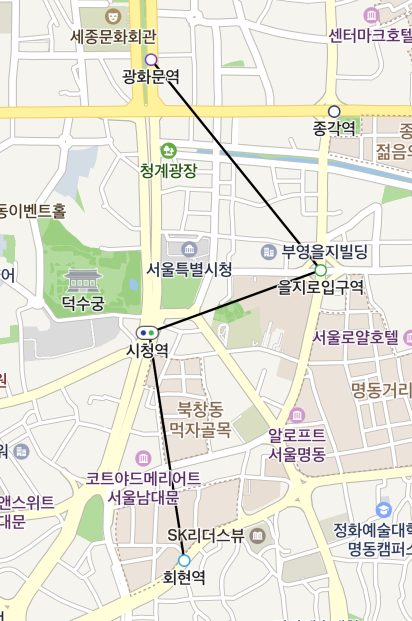 세종문화회관
센터마크호텔
광화문역
종각역
종
젊음의
청계광장
동이벤트홀
서울특별시청
부영을지빌딩
어
덕수궁
을지로입구역
시청역
서울로얄호텔
원
명동거리
북창동
먹자골목
알로프트
서울명동
워
코트야드메리어트
서울남대문
앤스위트
대문
SK리더스뷰
정화예술대학
명동캠퍼스
회현역